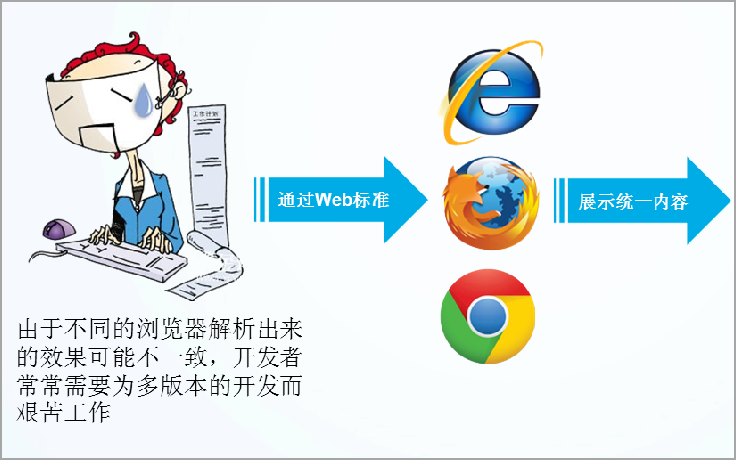 工作计划
通过Web标准
展示统一内容
由于不同的浏览器解析出来
的效果可能不一致，开发者
常常需要为多版本的开发而
艰苦工作